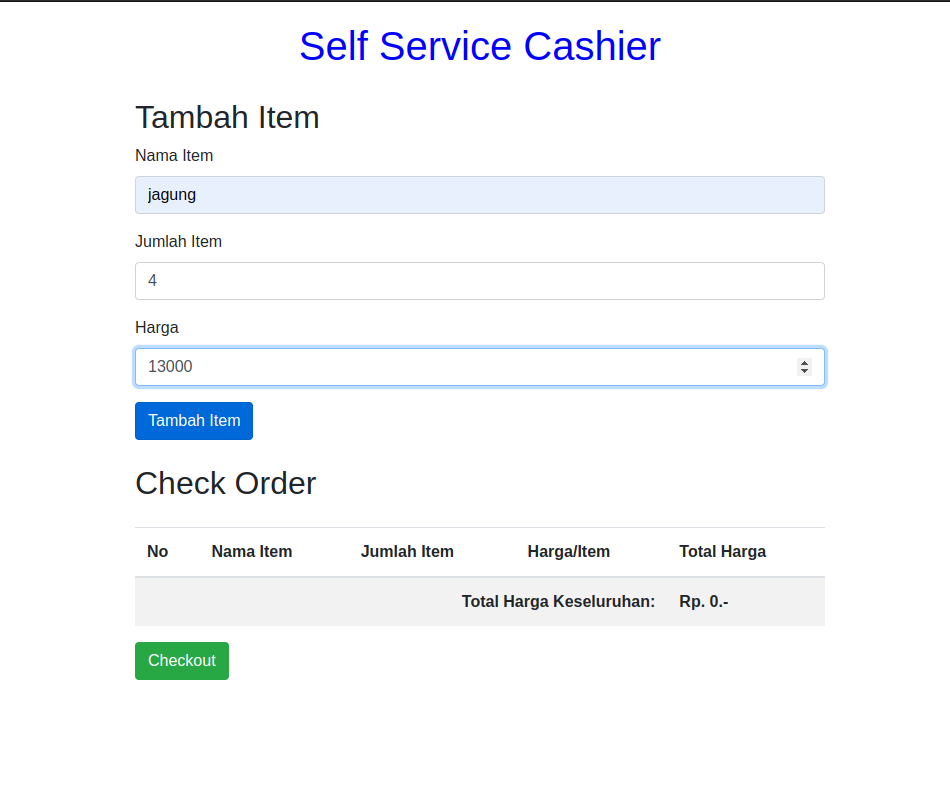 Self Service Cashier
Tambah Item
Nama Item
jagung
Jumlah Item
4
Harga
13000
Tambah Item
Check Order
No Nama Item Jumlah Item Harga/Item Total Harga
Total Harga Keseluruhan: Rp. 0.-
Checkout